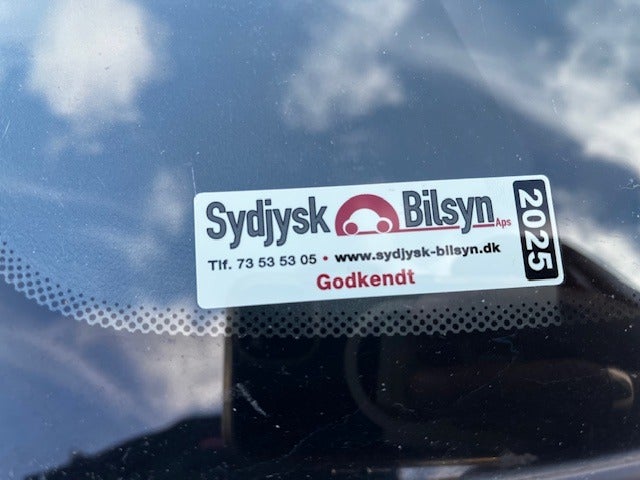 Sydjysk Bilsyn Aps
Tlf. 73 53 53 05 • www.sydjysk-bilsyn.dk
Godkendt
2025